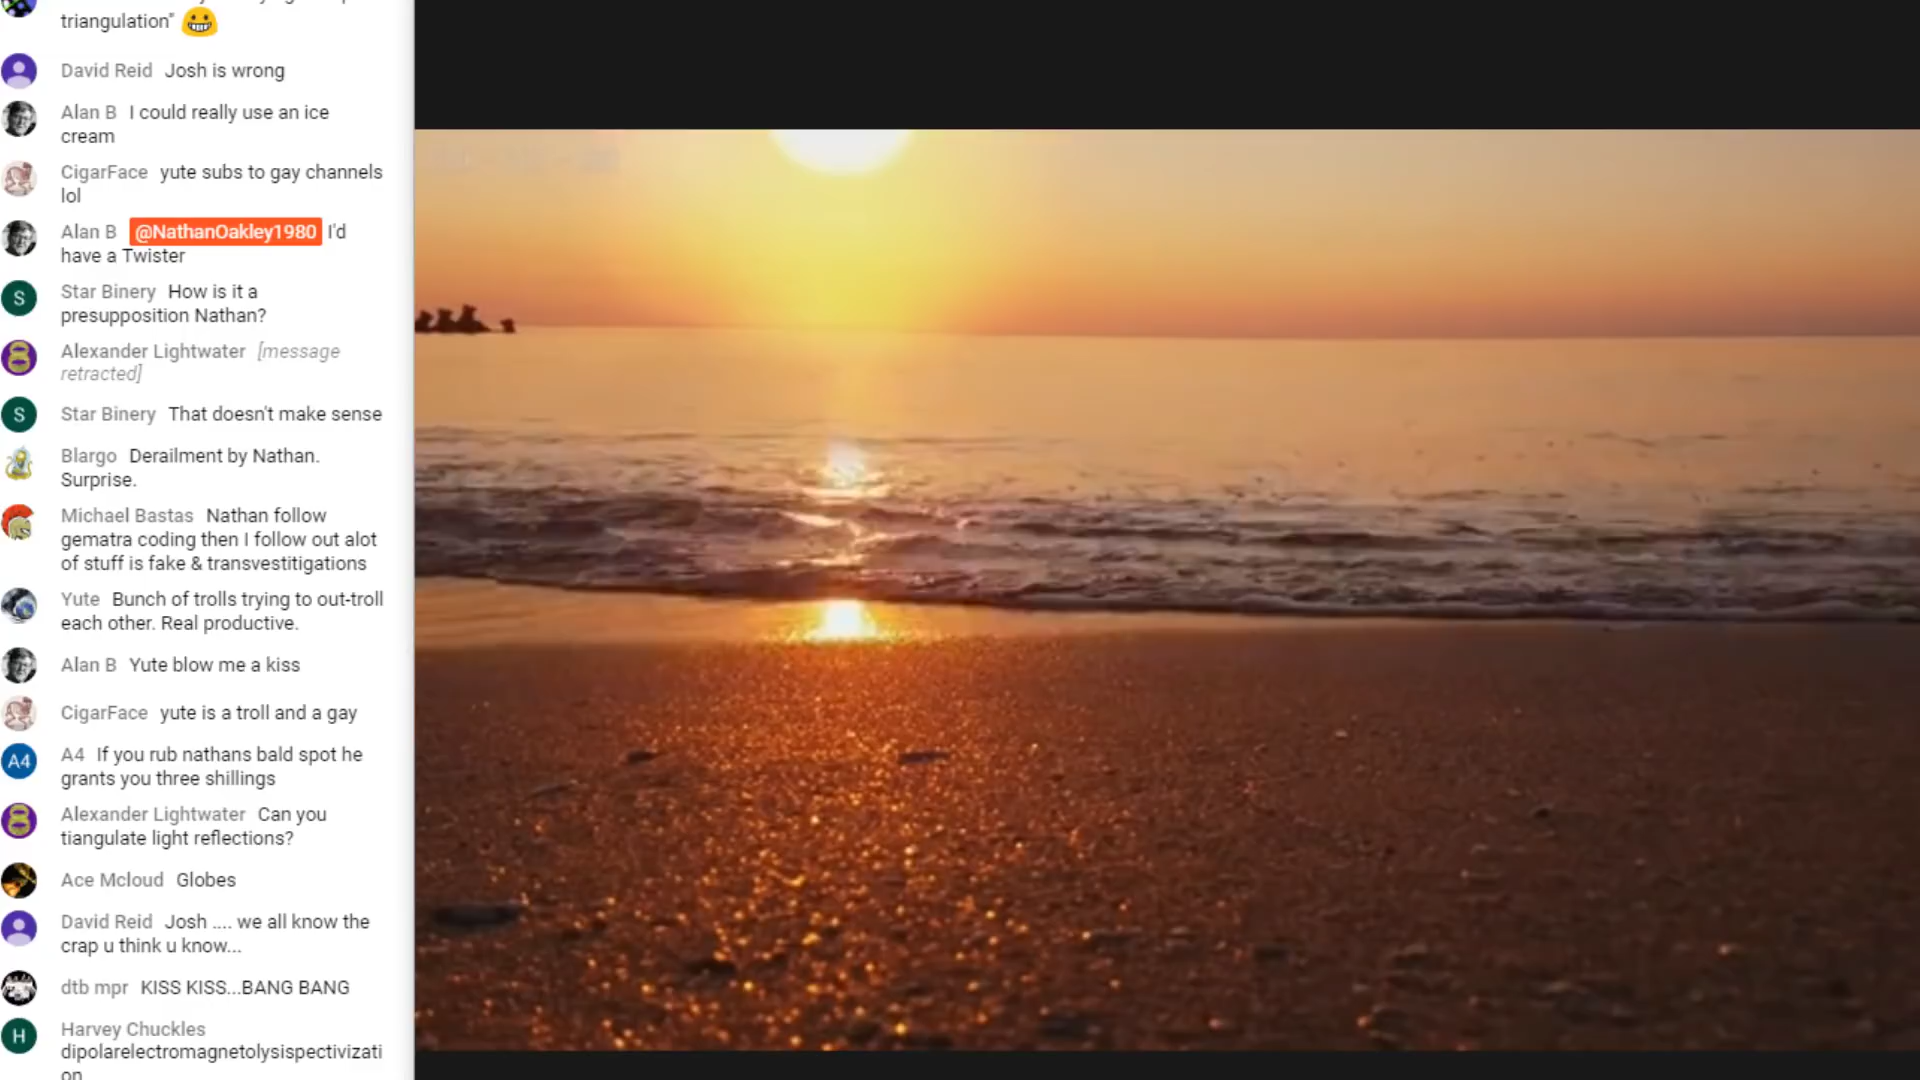 triangulation"
David Reid Josh is wrong
Alan B I could really use an ice
cream
CigarFace yute subs to gay channels
lol
Alan B @NathanOakley1980 I'd
have a Twister
S
Star Binery How is it a
presupposition Nathan?
Alexander Lightwater [message
retracted]
S
Star Binery That doesn't make sense
Blargo Derailment by Nathan.
Surprise.
Michael Bastas Nathan follow
gematra coding then I follow out alot
of stuff is fake & transvestitigations
Yute Bunch of trolls trying to out-troll
each other. Real productive.
Alan B Yute blow me a kiss
CigarFace yute is a troll and a gay
A4
A4 If you rub nathans bald spot he
grants you three shillings
Alexander Lightwater Can you
tiangulate light reflections?
Ace Mcloud Globes
David Reid Josh .... we all know the
crap u think u know...
dtb mpr KISS KISS...BANG BANG
H
Harvey Chuckles
dipolarelectromagnetolysispectivizati
on